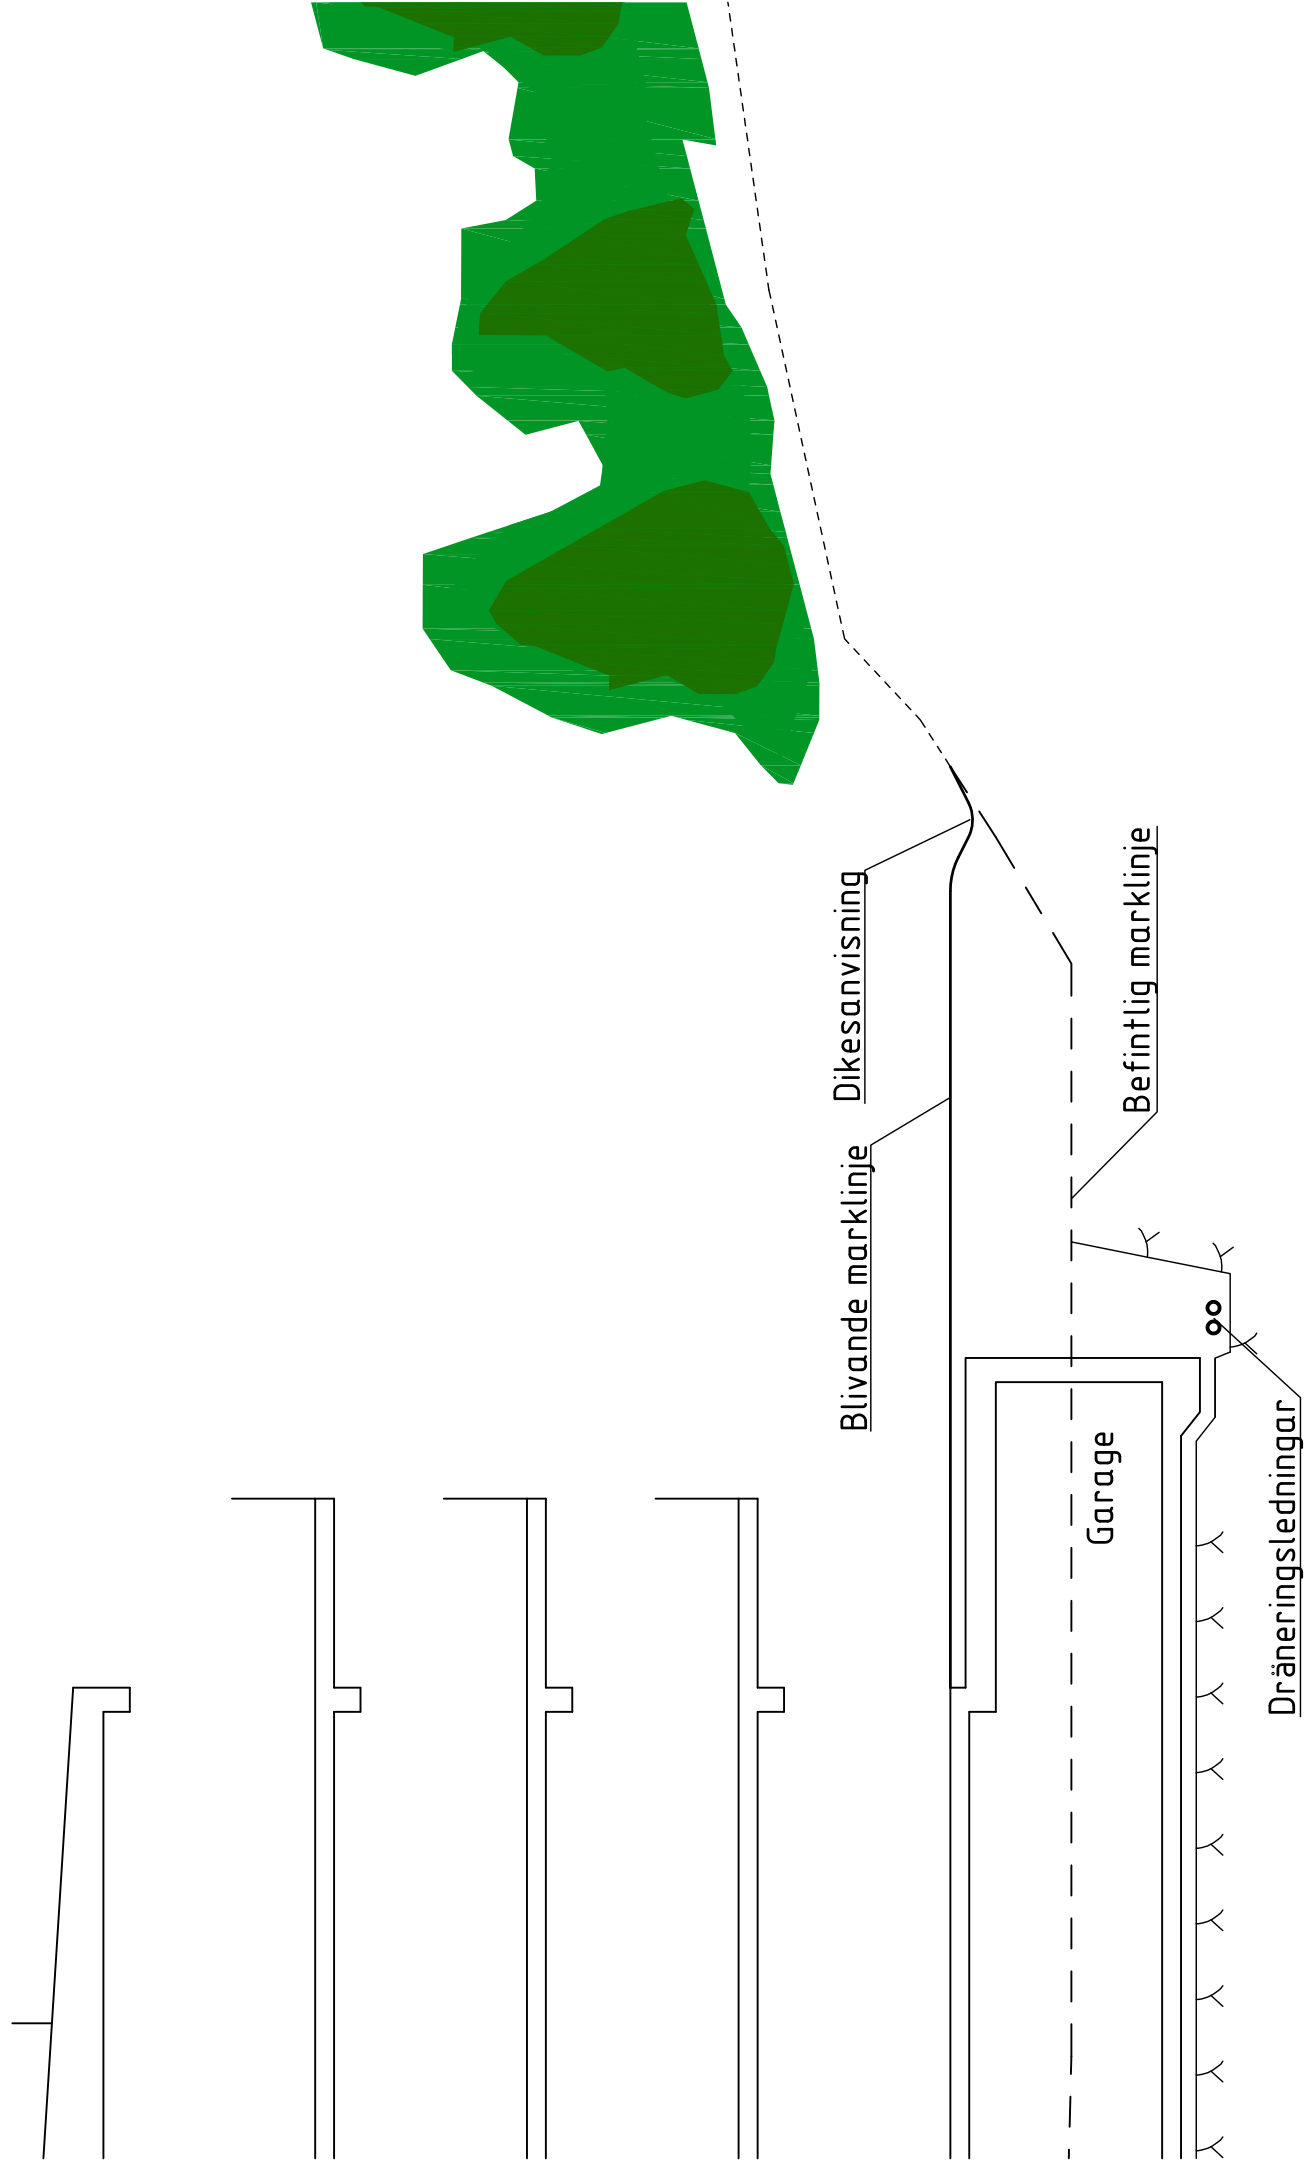 Dikesanvisning
Blivande marklinje
Befintlig marklinje
Garage
Dräneringsledningar